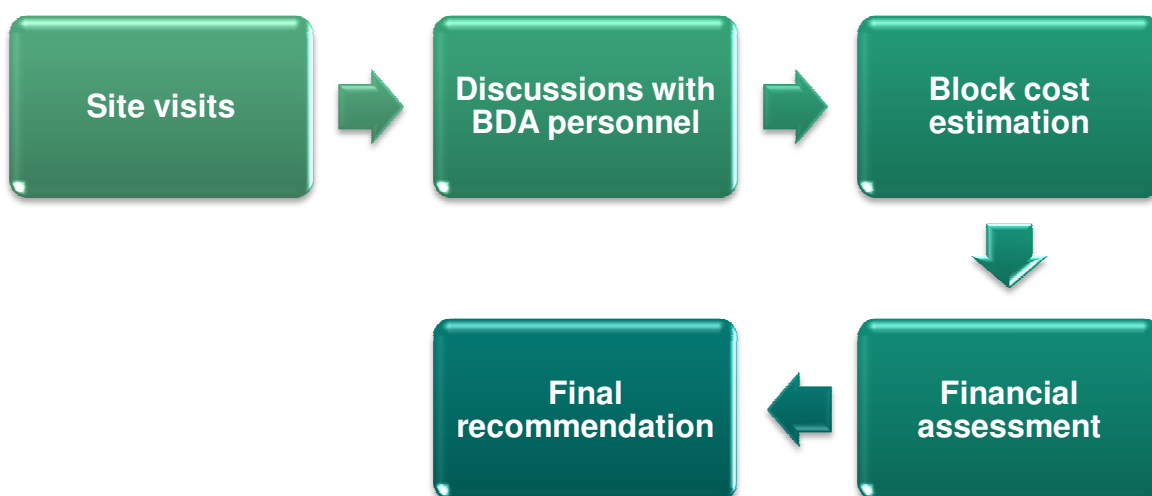 Site visits
Discussions with
BDA personnel
Block cost
estimation
Financial
assessment
Final
recommendation